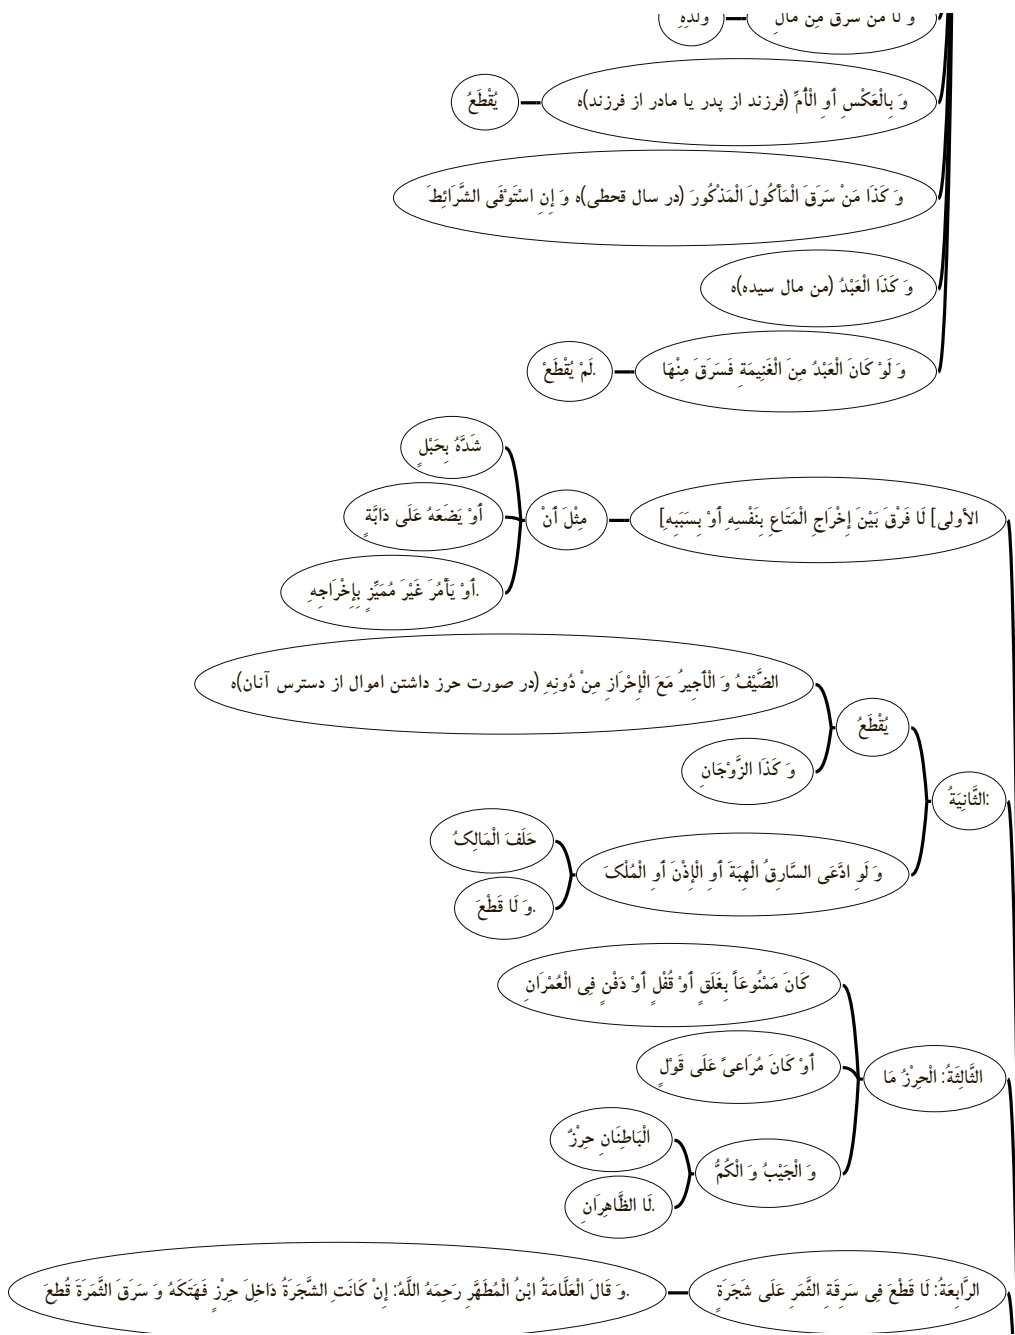 وَ لَا مَنْ سَرَقَ مِنْ مَالِ
وَلَدِهِ
وَ بِالْعَكْسِ أَوِ الْأُمِّ (فرزند از پدر یا مادر از فرزند)ه
يُقْطَعُ
وَ كَذَا مَنْ سَرَقَ الْمَأْكُولَ الْمَذْكُورَ (در سال قحطی)ه وَ إِنِ اسْتَوْفَى الشَّرَائِطَ
وَ كَذَا الْعَبْدُ (من مال سیده)ه
وَ لَوْ كَانَ الْعَبْدُ مِنَ الْغَنِيمَةِ فَسَرَقَ مِنْهَا
لَمْ يُقْطَعْ.
الأولى] لَا فَرْقَ بَيْنَ إِخْرَاجِ الْمَتَاعِ بِنَفْسِهِ أَوْ بِسَبَبِهِ]
مِثْلَ أَنْ
شَدَّهُ بِحَبْلٍ
أَوْ يَضَعَهُ عَلَى دَابَّةٍ
أَوْ يَأْمُرَ غَيْرَ مُمَيِّزٍ بِإِخْرَاجِهِ.
الثَّانِيَةُ:
يُقْطَعُ
الضَّيْفُ وَ الْأَجِيرُ مَعَ الْإِحْرَازِ مِنْ دُونِهِ (در صورت حرز داشتن اموال از دسترس آنان)ه
وَ كَذَا الزَّوْجَانِ
وَ لَوِ ادَّعَى السَّارِقُ الْهِبَةَ أَوِ الْإِذْنَ أَوِ الْمُلْکَ
حَلَفَ الْمَالِکُ
وَ لَا قَطْعَ.
الثَّالِثَةُ: الْحِرْزُ مَا
كَانَ مَمْنُوعَاً بِغَلَقٍ أَوْ قُفْلٍ أَوْ دَفْنٍ فِی الْعُمْرَانِ
أَوْ كَانَ مُرَاعىً عَلَى قَوْلٍ
وَ الْجَيْبُ وَ الْكُمُّ
الْبَاطِنَانِ حِرْزٌ
لَا الظَّاهِرَانِ.
الرَّابِعَةُ: لَا قَطْعَ فِی سَرِقَةِ الثَّمَرِ عَلَى شَجَرَةٍ
وَ قَالَ الْعَلَّامَةُ ابْنُ الْمُطَهَّرِ رَحِمَهُ اللَّهُ: إِنْ كَانَتِ الشَّجَرَةُ دَاخِلَ حِرْزٍ فَهَتَكَهُ وَ سَرَقَ الثَّمَرَةَ قُطِعَ.